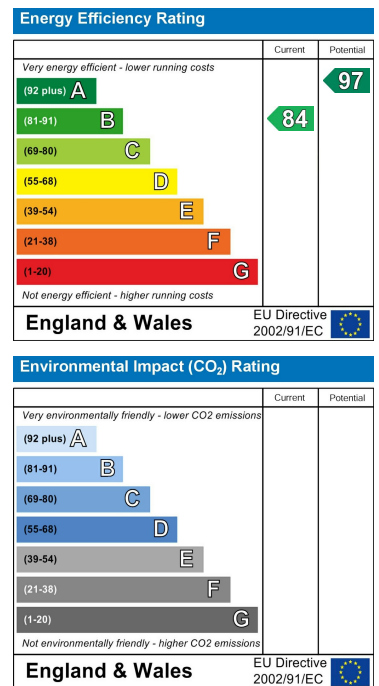 Energy Efficiency Rating
Current Potential
Very energy efficient - lower running costs
(92 plus) A
97
(81-91) B
84
(69-80) C
(55-68) D
(39-54) E
(21-38) F
(1-20) G
Not energy efficient - higher running costs
England & Wales
EU Directive
2002/91/EC
Environmental Impact (CO₂) Rating
Current Potential
Very environmentally friendly - lower CO2 emissions
(92 plus) A
(81-91) B
(69-80) C
(55-68) D
(39-54) E
(21-38) F
(1-20) G
Not environmentally friendly - higher CO2 emissions
England & Wales
EU Directive
2002/91/EC